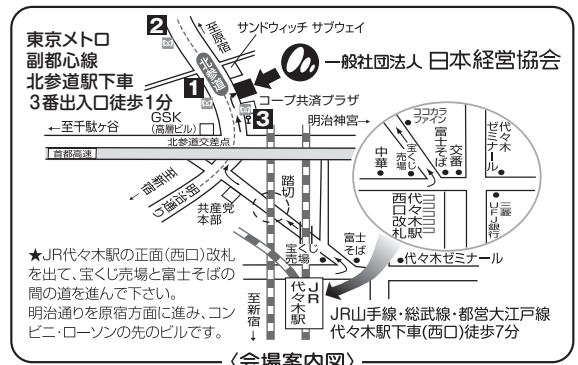 東京メトロ
副都心線
北参道駅下車
3番出入口徒歩1分
2
至原宿
サンドウィッチ サブウェイ
北参道
一般社団法人 日本経営協会
1
コープ共済プラザ
3
GSK
(高層ビル)
←至千駄ヶ谷
明治神宮→
北参道交差点
首都高速
←至新宿
明治通り
共産党
本部
踏切
宝くじ
売場
富士
そば
代々木ゼミナール
JR
代々木駅
至新宿↓
ココカラ
ファイン
中華
宝くじ
売場
富士そば
交番
代々木
ゼミナール
代々木駅
西口改札
三菱
UFJ銀行
★JR代々木駅の正面(西口)改札
を出て、宝くじ売場と富士そばの
間の道を進んで下さい。
明治通りを原宿方面に進み、コン
ビニ・ローソンの先のビルです。
JR山手線・総武線・都営大江戸線
代々木駅下車(西口)徒歩7分
〈会場案内図〉